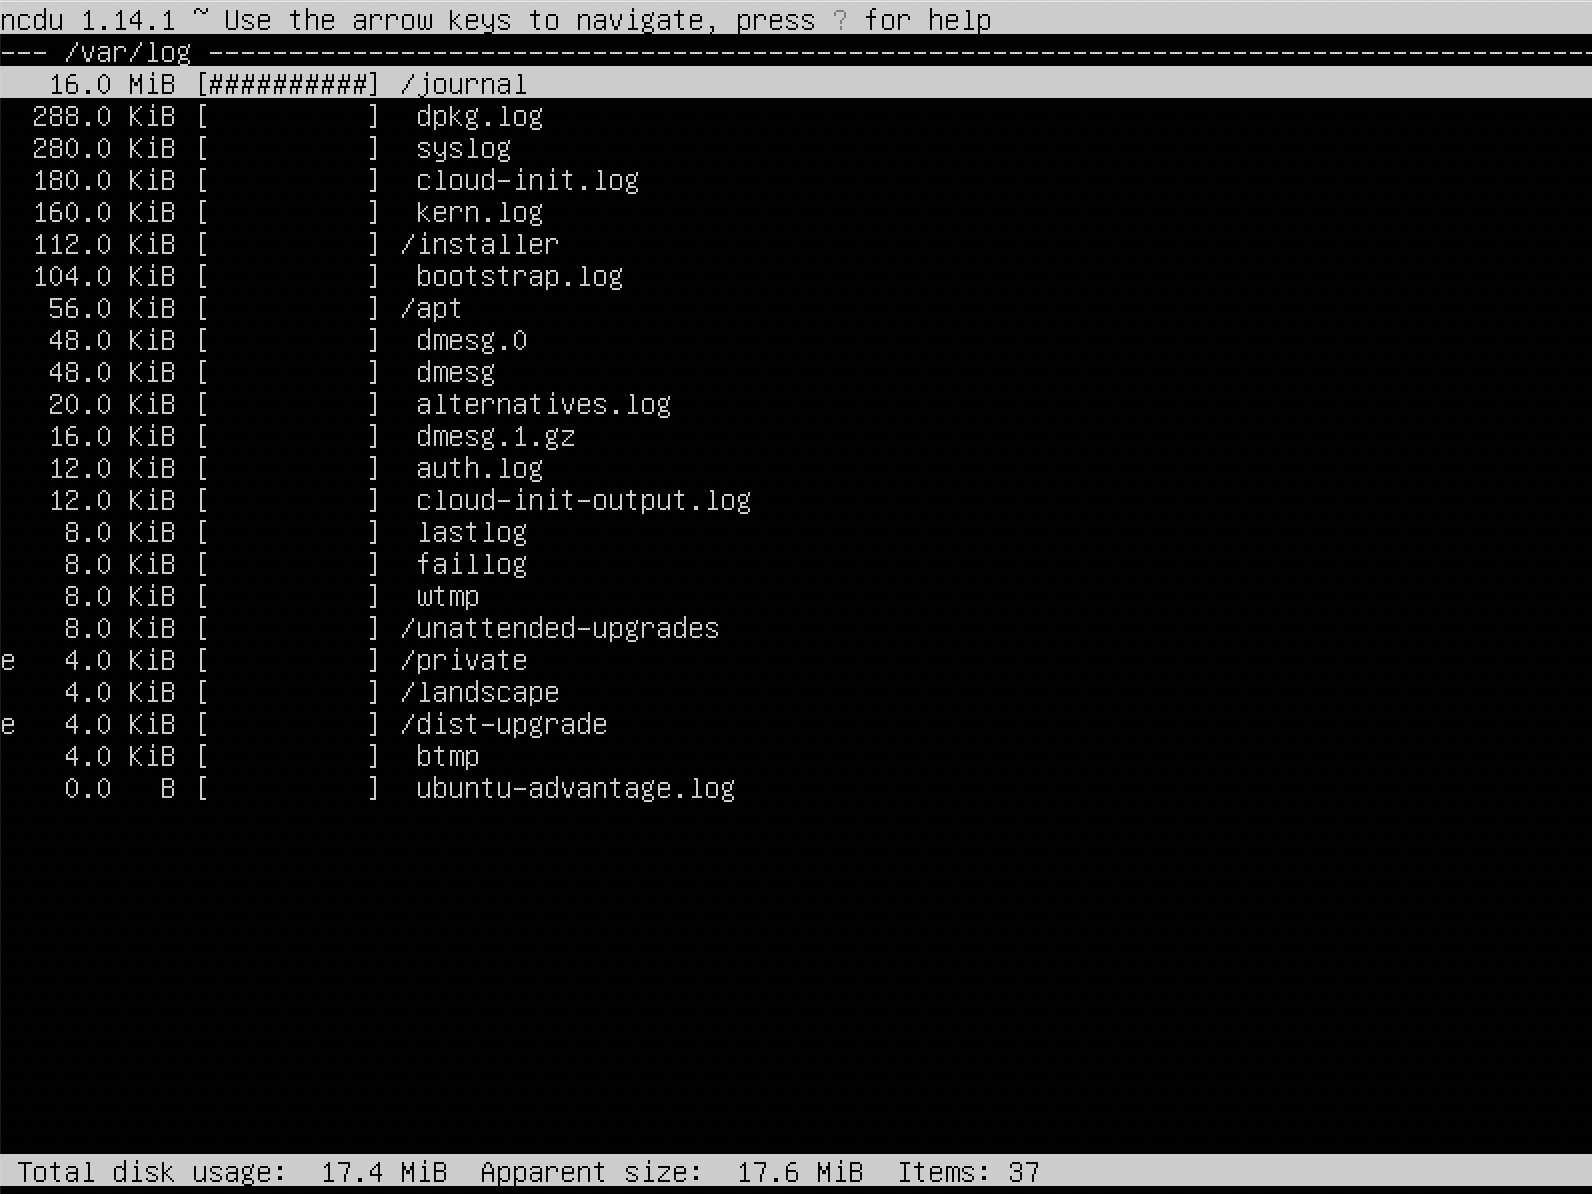 ncdu 1.14.1 ~ Use the arrow keys to navigate, press ? for help
--- /var/log --------------------------------------------------------------------------------------
   16.0 MiB [##########] /journal
  288.0 KiB [          ]  dpkg.log
  280.0 KiB [          ]  syslog
  180.0 KiB [          ]  cloud-init.log
  160.0 KiB [          ]  kern.log
  112.0 KiB [          ] /installer
  104.0 KiB [          ]  bootstrap.log
   56.0 KiB [          ] /apt
   48.0 KiB [          ]  dmesg.0
   48.0 KiB [          ]  dmesg
   20.0 KiB [          ]  alternatives.log
   16.0 KiB [          ]  dmesg.1.gz
   12.0 KiB [          ]  auth.log
   12.0 KiB [          ]  cloud-init-output.log
    8.0 KiB [          ]  lastlog
    8.0 KiB [          ]  faillog
    8.0 KiB [          ]  wtmp
    8.0 KiB [          ] /unattended-upgrades
e   4.0 KiB [          ] /private
    4.0 KiB [          ] /landscape
e   4.0 KiB [          ] /dist-upgrade
    4.0 KiB [          ]  btmp
    0.0   B [          ]  ubuntu-advantage.log
 Total disk usage:  17.4 MiB  Apparent size:  17.6 MiB  Items: 37